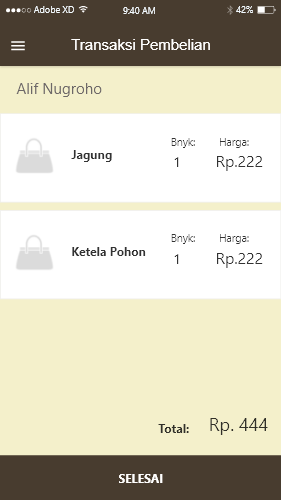 Adobe XD 9:40 AM 42%
Transaksi Pembelian
Alif Nugroho
Bnyk: Harga:
Jagung 1 Rp.222
Bnyk: Harga:
Ketela Pohon 1 Rp.222
Total: Rp. 444
SELESAI